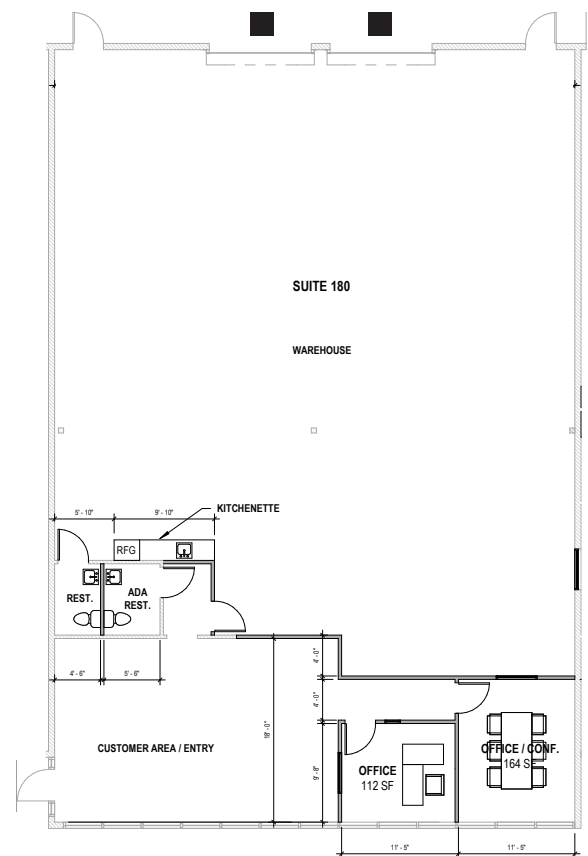 SUITE 180
WAREHOUSE
5' - 10"
9' - 10"
KITCHENETTE
RFG
REST.
ADA
REST.
4' - 6"
5' - 6"
18' - 0"
4' - 0"
4' - 0"
9' - 8"
CUSTOMER AREA / ENTRY
OFFICE
112 SF
OFFICE / CONF.
164 SF
11' - 5"
11' - 5"